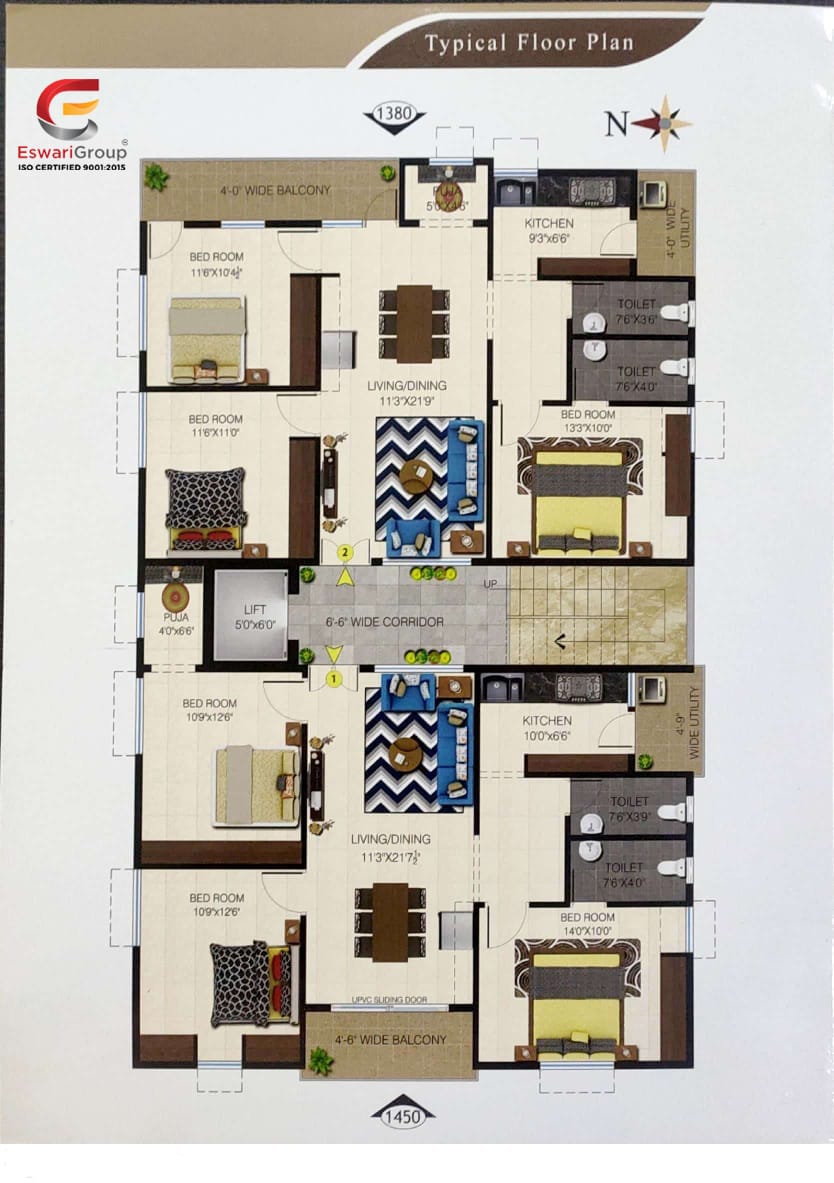 Typical Floor Plan
EswariGroup®
ISO CERTIFIED 9001:2015
1380
N
4'-0" WIDE BALCONY
PUJA
5'0"X4'6"
KITCHEN
9'3"x6'6"
4'-0" WIDE
UTILITY
BED ROOM
11'6"X10'4½"
TOILET
7'6"X3'6"
TOILET
7'6"X4'0"
LIVING/DINING
11'3"X21'9"
BED ROOM
11'6"X11'0"
BED ROOM
13'3"X10'0"
2
UP
PUJA
4'0"x6'6"
LIFT
5'0"x6'0"
6'-6" WIDE CORRIDOR
1
BED ROOM
10'9"x12'6"
KITCHEN
10'0"x6'6"
4'-9"
WIDE UTILITY
TOILET
7'6"X3'9"
LIVING/DINING
11'3"X21'7½"
TOILET
7'6"X4'0"
BED ROOM
10'9"x12'6"
BED ROOM
14'0"X10'0"
UPVC SLIDING DOOR
4'-6" WIDE BALCONY
1450